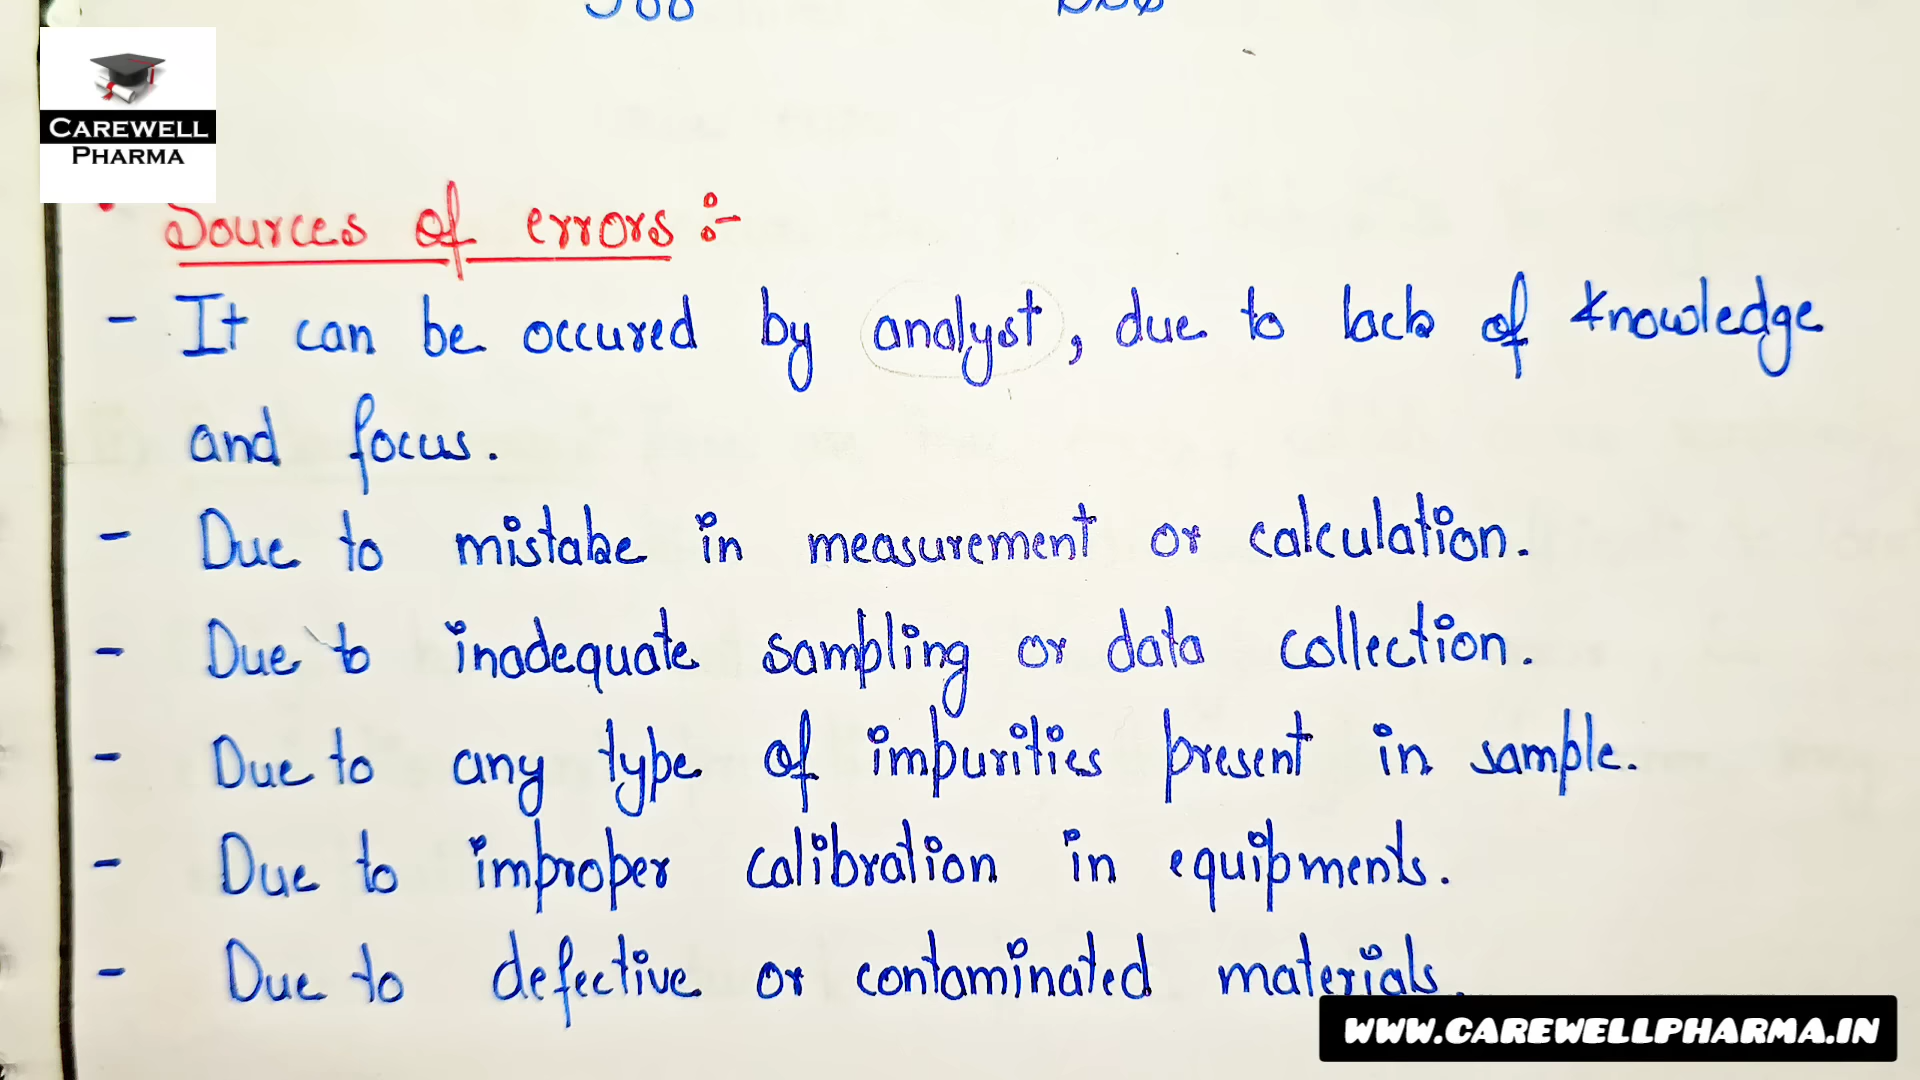 CAREWELL
PHARMA
• Sources of errors :-
- It can be occured by analyst, due to lack of knowledge
and focus.
- Due to mistake in measurement or calculation.
- Due to inadequate sampling or data collection.
- Due to any type of impurities present in sample.
- Due to improper calibration in equipments.
- Due to defective or contaminated materials.
WWW.CAREWELLPHARMA.IN